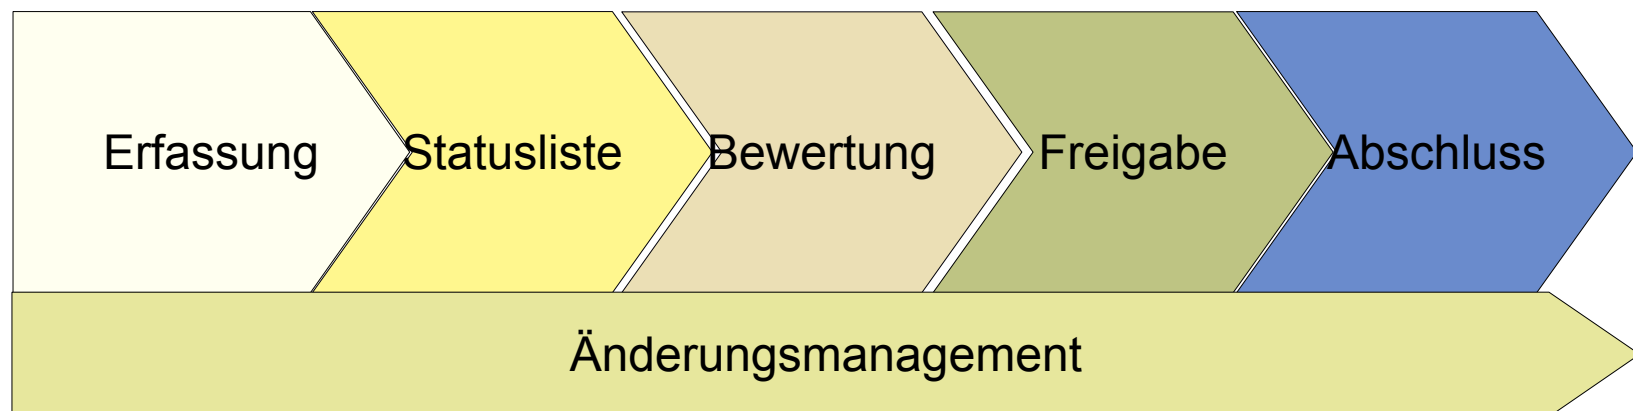 Erfassung
Statusliste
Bewertung
Freigabe
Abschluss
Änderungsmanagement